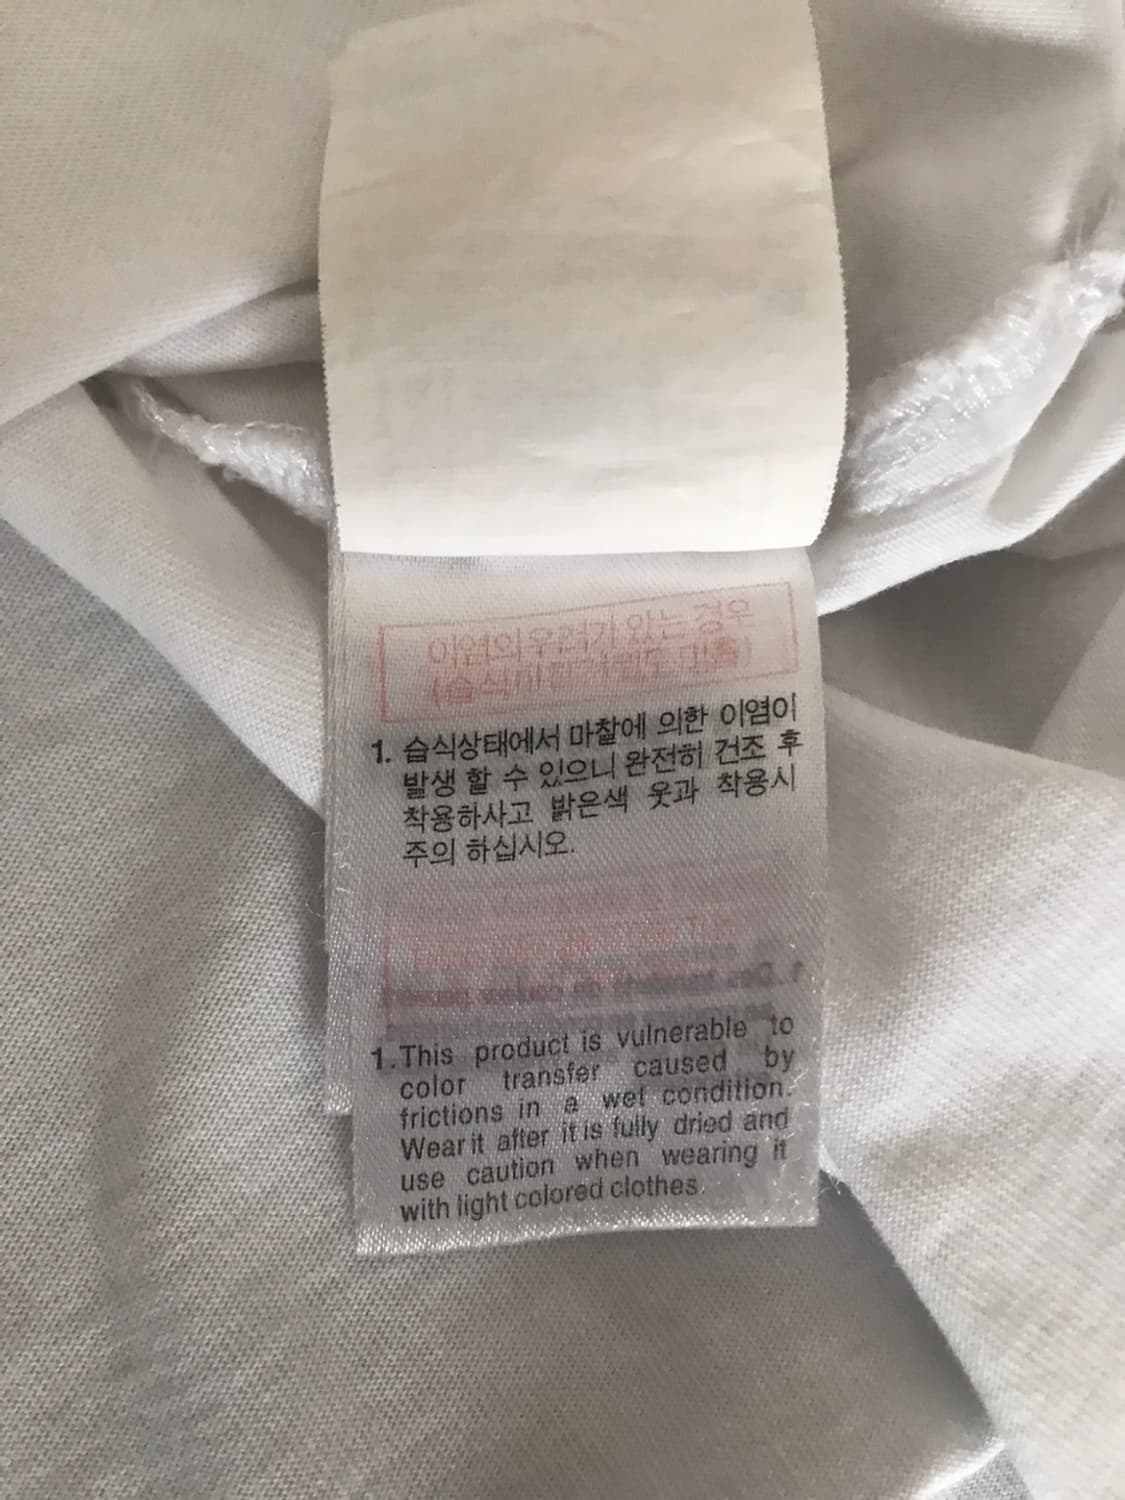 이염의 우려가 있는 경우
1. 습식상태에서 마찰에 의한 이염이
발생 할 수 있으니 완전히 건조 후
착용하사고 밝은색 옷과 착용시
주의 하십시오.
1. This product is vulnerable to
color transfer caused by
frictions in a wet condition.
Wear it after it is fully dried and
use caution when wearing it
with light colored clothes.